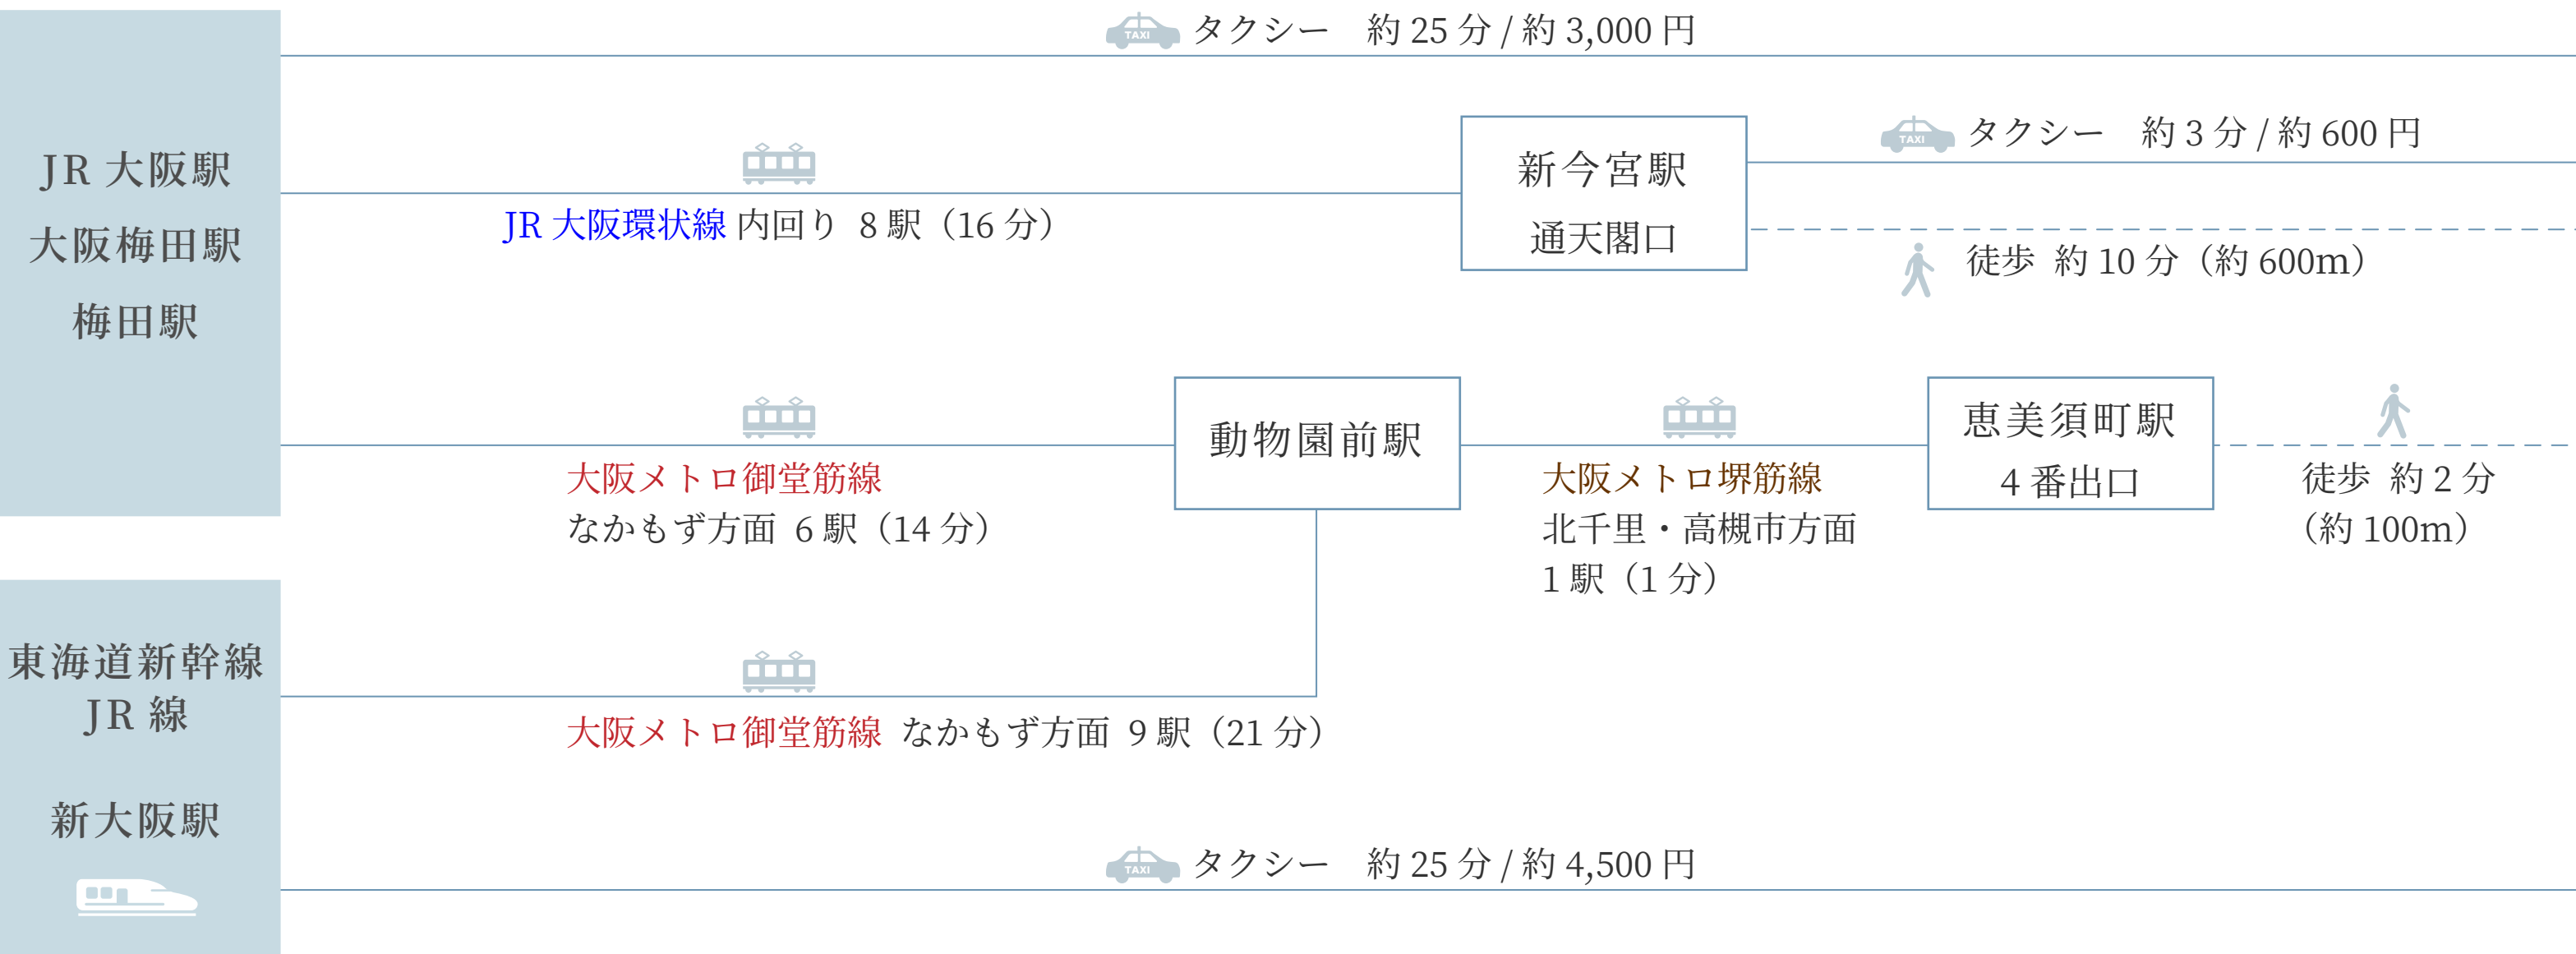 JR 大阪駅
大阪梅田駅
梅田駅
TAXI
タクシー 約 25 分 / 約 3,000 円
JR 大阪環状線 内回り 8 駅（16 分）
新今宮駅
通天閣口
TAXI
タクシー 約 3 分 / 約 600 円
徒歩 約 10 分（約 600m）
大阪メトロ御堂筋線
なかもず方面 6 駅（14 分）
動物園前駅
大阪メトロ堺筋線
北千里・高槻市方面
1 駅（1 分）
恵美須町駅
4 番出口
徒歩 約 2 分
（約 100m）
東海道新幹線
JR 線
新大阪駅
大阪メトロ御堂筋線 なかもず方面 9 駅（21 分）
TAXI
タクシー 約 25 分 / 約 4,500 円